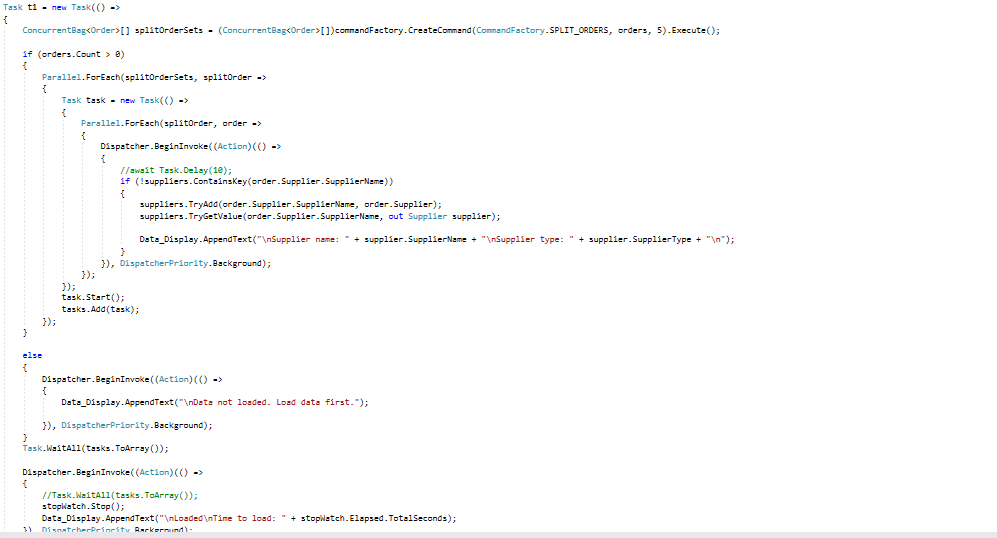 Task t1 = new Task(() =>
{
ConcurrentBag<Order>[] splitOrderSets = (ConcurrentBag<Order>[])commandFactory.CreateCommand(CommandFactory.SPLIT_ORDERS, orders, 5).Execute();
if (orders.Count > 0)
{
Parallel.ForEach(splitOrderSets, splitOrder =>
{
Task task = new Task(() =>
{
Parallel.ForEach(splitOrder, order =>
{
Dispatcher.BeginInvoke((Action)(() =>
{
//await Task.Delay(10);
if (!suppliers.ContainsKey(order.Supplier.SupplierName))
{
suppliers.TryAdd(order.Supplier.SupplierName, order.Supplier);
suppliers.TryGetValue(order.Supplier.SupplierName, out Supplier supplier);
Data_Display.AppendText("\nSupplier name: " + supplier.SupplierName + "\nSupplier type: " + supplier.SupplierType + "\n");
}
}), DispatcherPriority.Background);
});
});
task.Start();
tasks.Add(task);
});
}
else
{
Dispatcher.BeginInvoke((Action)(() =>
{
Data_Display.AppendText("\nData not loaded. Load data first.");
}), DispatcherPriority.Background);
}
Task.WaitAll(tasks.ToArray());
Dispatcher.BeginInvoke((Action)(() =>
{
//Task.WaitAll(tasks.ToArray());
stopWatch.Stop();
Data_Display.AppendText("\nLoaded\nTime to load: " + stopWatch.Elapsed.TotalSeconds);
}), DispatcherPriority.Background);